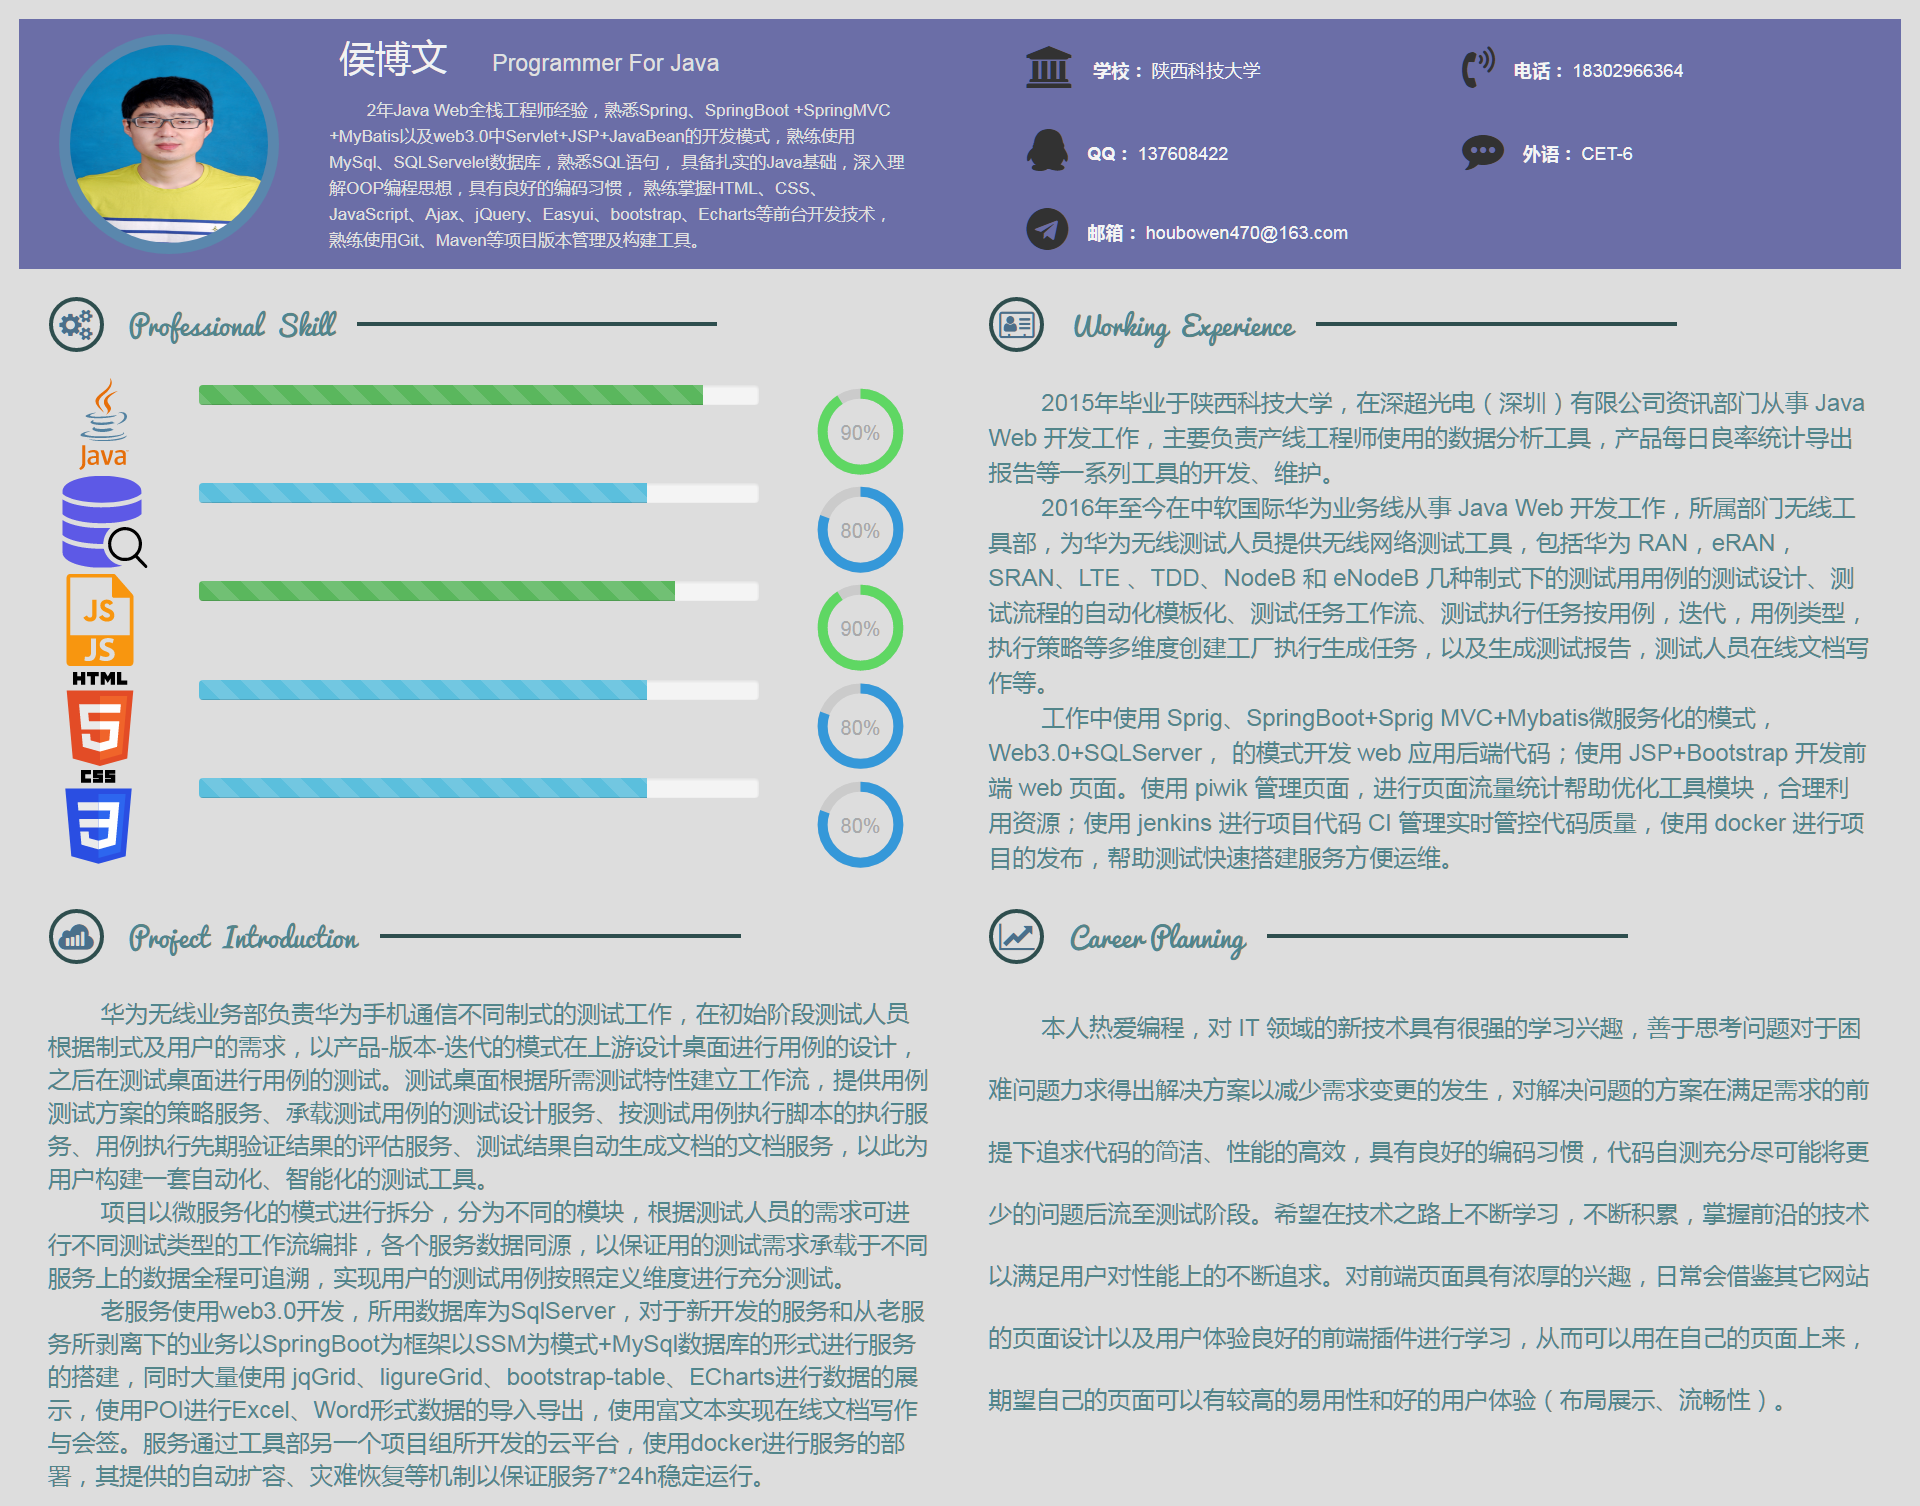 侯博文 Programmer For Java
2年Java Web全栈工程师经验，熟悉Spring、SpringBoot +SpringMVC
+MyBatis以及web3.0中Servlet+JSP+JavaBean的开发模式，熟练使用
MySql、SQLServelet数据库，熟悉SQL语句， 具备扎实的Java基础，深入理
解OOP编程思想，具有良好的编码习惯， 熟练掌握HTML、CSS、
JavaScript、Ajax、jQuery、Easyui、bootstrap、Echarts等前台开发技术，
熟练使用Git、Maven等项目版本管理及构建工具。
学校： 陕西科技大学
电话： 18302966364
QQ： 137608422
外语： CET-6
邮箱： houbowen470@163.com
Professional Skill
Java
90%
80%
JS
JS
90%
HTML
5
80%
CSS
3
80%
Working Experience
2015年毕业于陕西科技大学，在深超光电（深圳）有限公司资讯部门从事 Java
Web 开发工作，主要负责产线工程师使用的数据分析工具，产品每日良率统计导出
报告等一系列工具的开发、维护。
2016年至今在中软国际华为业务线从事 Java Web 开发工作，所属部门无线工
具部，为华为无线测试人员提供无线网络测试工具，包括华为 RAN，eRAN，
SRAN、LTE 、TDD、NodeB 和 eNodeB 几种制式下的测试用用例的测试设计、测
试流程的自动化模板化、测试任务工作流、测试执行任务按用例，迭代，用例类型，
执行策略等多维度创建工厂执行生成任务，以及生成测试报告，测试人员在线文档写
作等。
工作中使用 Sprig、SpringBoot+Sprig MVC+Mybatis微服务化的模式，
Web3.0+SQLServer， 的模式开发 web 应用后端代码；使用 JSP+Bootstrap 开发前
端 web 页面。使用 piwik 管理页面，进行页面流量统计帮助优化工具模块，合理利
用资源；使用 jenkins 进行项目代码 CI 管理实时管控代码质量，使用 docker 进行项
目的发布，帮助测试快速搭建服务方便运维。
Project Introduction
华为无线业务部负责华为手机通信不同制式的测试工作，在初始阶段测试人员
根据制式及用户的需求，以产品-版本-迭代的模式在上游设计桌面进行用例的设计，
之后在测试桌面进行用例的测试。测试桌面根据所需测试特性建立工作流，提供用例
测试方案的策略服务、承载测试用例的测试设计服务、按测试用例执行脚本的执行服
务、用例执行先期验证结果的评估服务、测试结果自动生成文档的文档服务，以此为
用户构建一套自动化、智能化的测试工具。
项目以微服务化的模式进行拆分，分为不同的模块，根据测试人员的需求可进
行不同测试类型的工作流编排，各个服务数据同源，以保证用的测试需求承载于不同
服务上的数据全程可追溯，实现用户的测试用例按照定义维度进行充分测试。
老服务使用web3.0开发，所用数据库为SqlServer，对于新开发的服务和从老服
务所剥离下的业务以SpringBoot为框架以SSM为模式+MySql数据库的形式进行服务
的搭建，同时大量使用 jqGrid、ligureGrid、bootstrap-table、ECharts进行数据的展
示，使用POI进行Excel、Word形式数据的导入导出，使用富文本实现在线文档写作
与会签。服务通过工具部另一个项目组所开发的云平台，使用docker进行服务的部
署，其提供的自动扩容、灾难恢复等机制以保证服务7*24h稳定运行。
Career Planning
本人热爱编程，对 IT 领域的新技术具有很强的学习兴趣，善于思考问题对于困
难问题力求得出解决方案以减少需求变更的发生，对解决问题的方案在满足需求的前
提下追求代码的简洁、性能的高效，具有良好的编码习惯，代码自测充分尽可能将更
少的问题后流至测试阶段。希望在技术之路上不断学习，不断积累，掌握前沿的技术
以满足用户对性能上的不断追求。对前端页面具有浓厚的兴趣，日常会借鉴其它网站
的页面设计以及用户体验良好的前端插件进行学习，从而可以用在自己的页面上来，
期望自己的页面可以有较高的易用性和好的用户体验（布局展示、流畅性）。